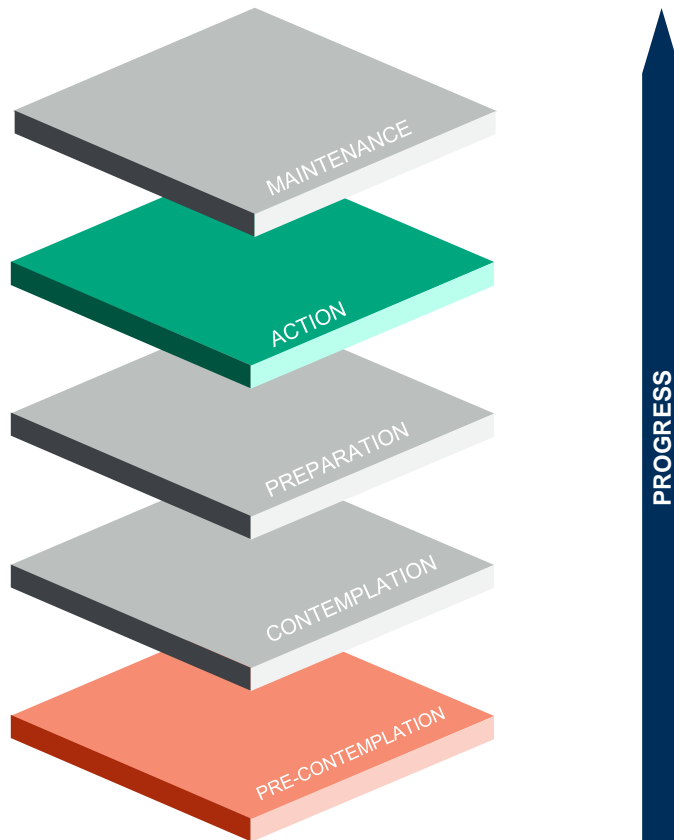 MAINTENANCE
ACTION
PREPARATION
CONTEMPLATION
PRE-CONTEMPLATION
PROGRESS